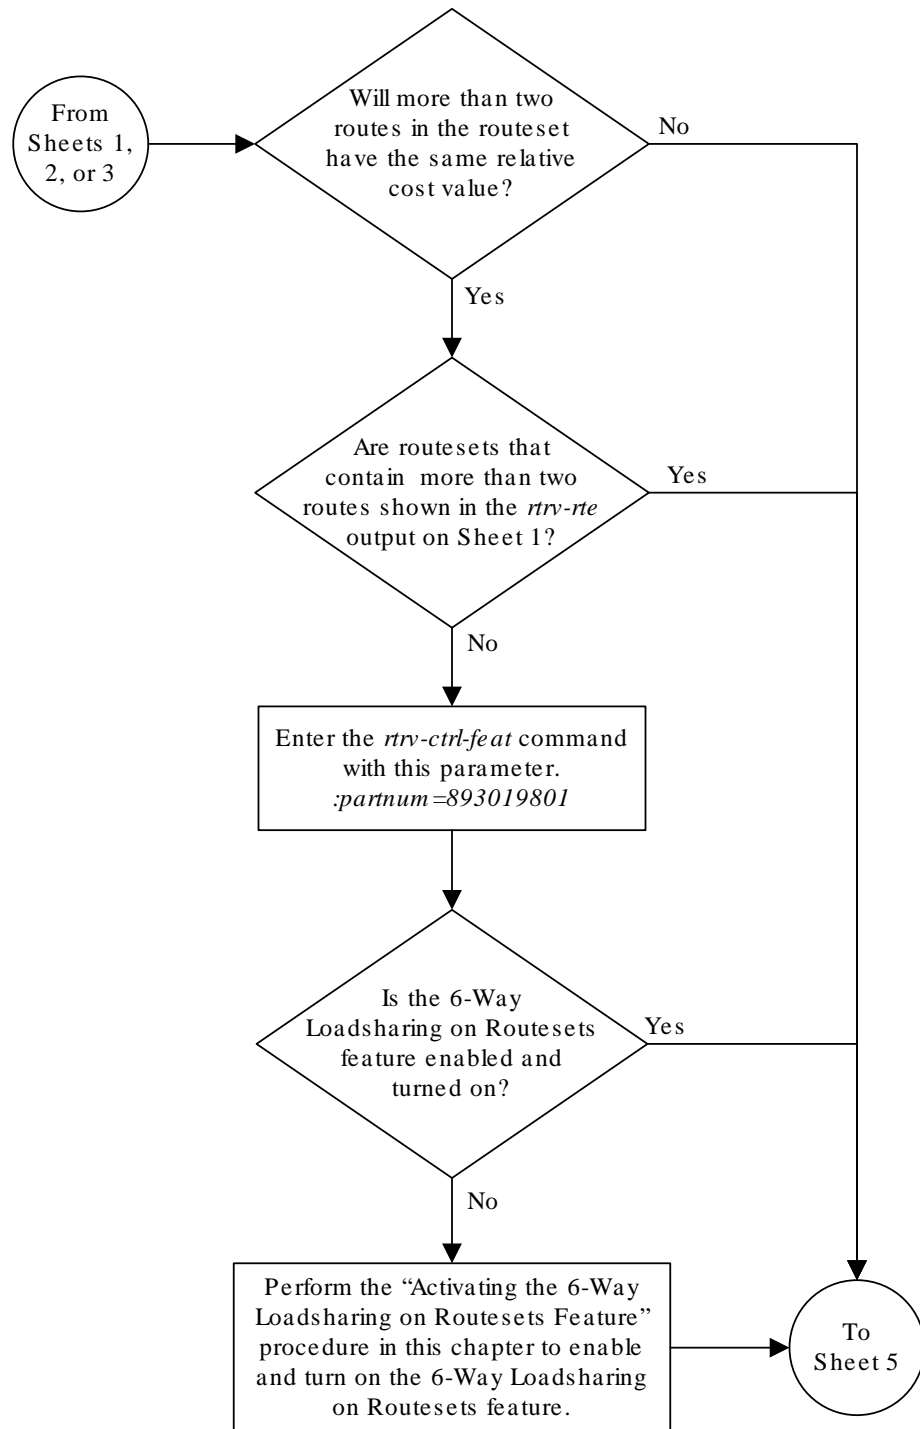 From
Sheets 1,
2, or 3
Will more than two
routes in the routeset
have the same relative
cost value?
No
Yes
Are routesets that
contain more than two
routes shown in the rtrv-rte
output on Sheet 1?
Yes
No
Enter the rtrv-ctrl-feat command
with this parameter.
:partnum=893019801
Is the 6-Way
Loadsharing on Routesets
feature enabled and
turned on?
Yes
No
Perform the “Activating the 6-Way
Loadsharing on Routesets Feature”
procedure in this chapter to enable
and turn on the 6-Way Loadsharing
on Routesets feature.
To
Sheet 5